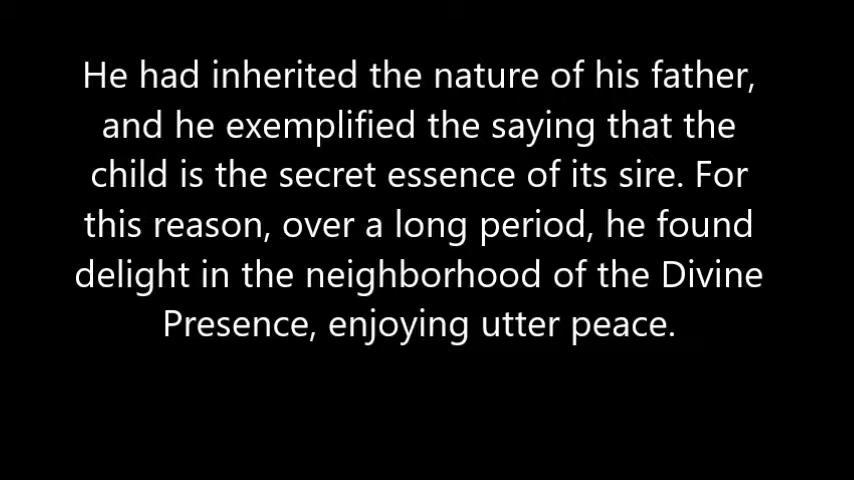 He had inherited the nature of his father,
and he exemplified the saying that the
child is the secret essence of its sire. For
this reason, over a long period, he found
delight in the neighborhood of the Divine
Presence, enjoying utter peace.